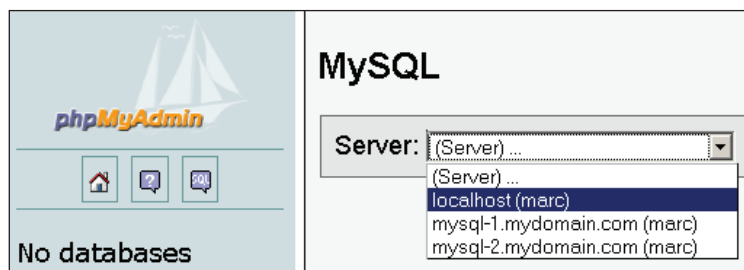 phpMyAdmin
SQL
No databases
MySQL
Server: (Server) ...
(Server) ...
localhost (marc)
mysql-1.mydomain.com (marc)
mysql-2.mydomain.com (marc)